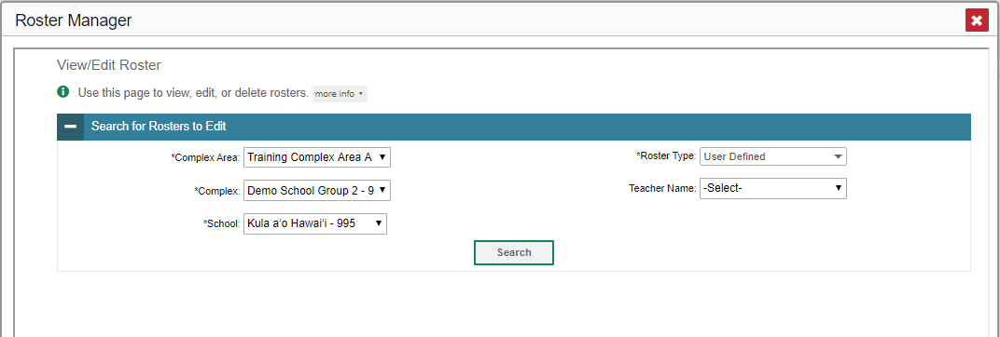 Roster Manager
View/Edit Roster
Use this page to view, edit, or delete rosters. more info
Search for Rosters to Edit
*Complex Area: Training Complex Area A
*Roster Type: User Defined
*Complex: Demo School Group 2 - 9
Teacher Name: -Select-
*School: Kula aʻo Hawaiʻi - 995
Search